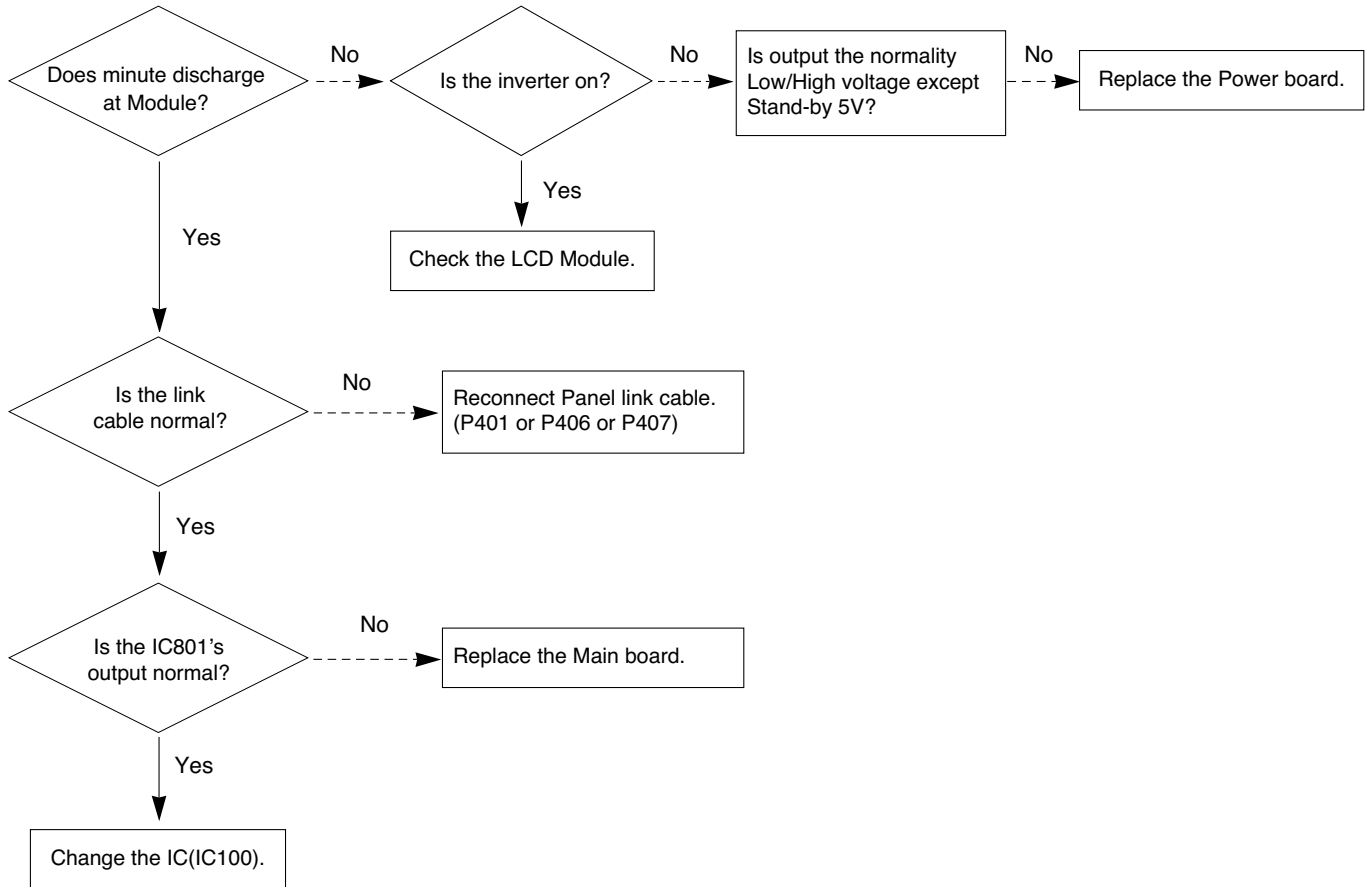 Does minute discharge
at Module?
No
Is the inverter on?
No
Is output the normality
Low/High voltage except
Stand-by 5V?
No
Replace the Power board.
Yes
Check the LCD Module.
Yes
Is the link
cable normal?
No
Reconnect Panel link cable.
(P401 or P406 or P407)
Yes
Is the IC801's
output normal?
No
Replace the Main board.
Yes
Change the IC(IC100).